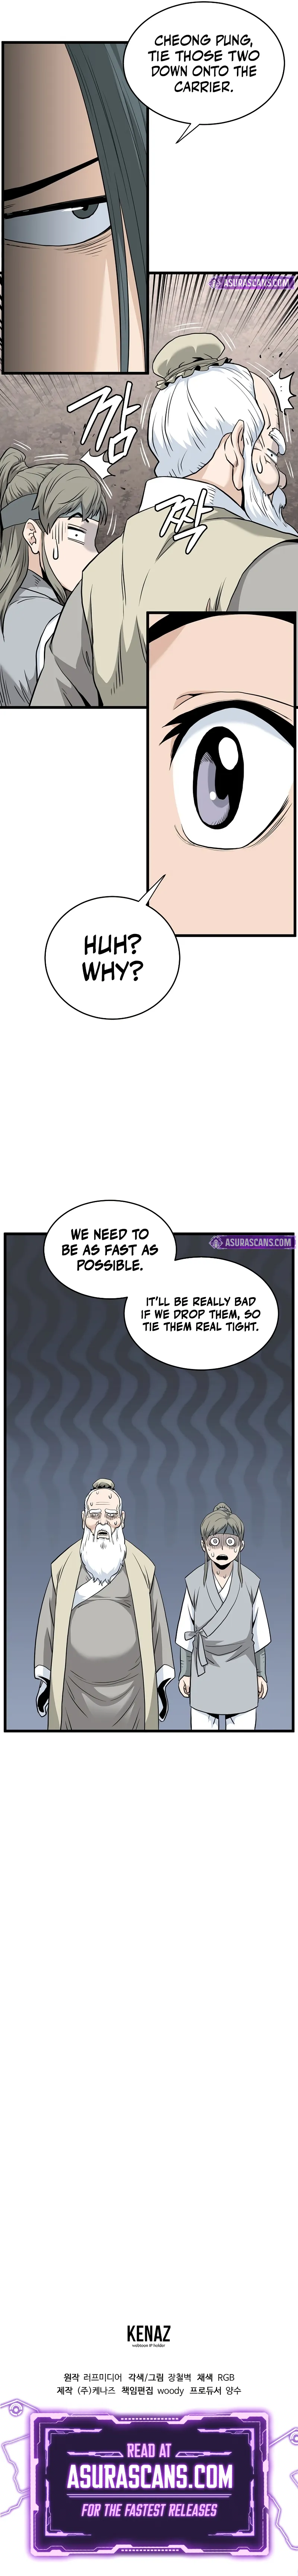 CHEONG PUNG,
TIE THOSE TWO
DOWN ONTO THE
CARRIER.
ASURASCANS.COM
깜
짝
HUH?
WHY?
WE NEED TO
BE AS FAST AS
POSSIBLE.
ASURASCANS.COM
IT'LL BE REALLY BAD
IF WE DROP THEM, SO
TIE THEM REAL TIGHT.
KENAZ
webtoon IP holder
원작 러프미디어 각색/그림 장철벽 채색 RGB
제작 (주)케나즈 책임편집 woody 프로듀서 양수
READ AT
ASURASCANS.COM
FOR THE FASTEST RELEASES